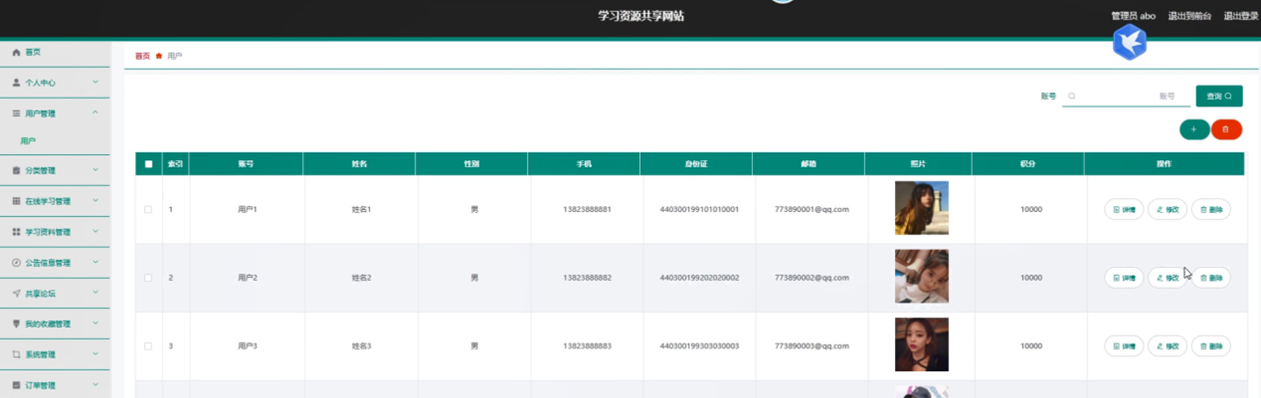 学习资源共享网站
管理员 abo 退出到前台 退出登录
首页
个人中心
用户管理
用户
分类管理
在线学习管理
学习资料管理
公告信息管理
共享论坛
我的收藏管理
系统管理
订单管理
首页 用户
账号 账号 查询
索引 账号 姓名 性别 手机 身份证 邮箱 照片 积分 操作
1 用户1 姓名1 男 13823888881 440300199101010001 773890001@qq.com 10000 详情 修改 删除
2 用户2 姓名2 男 13823888882 440300199202020002 773890002@qq.com 10000 详情 修改 删除
3 用户3 姓名3 男 13823888883 440300199303030003 773890003@qq.com 10000 详情 修改 删除